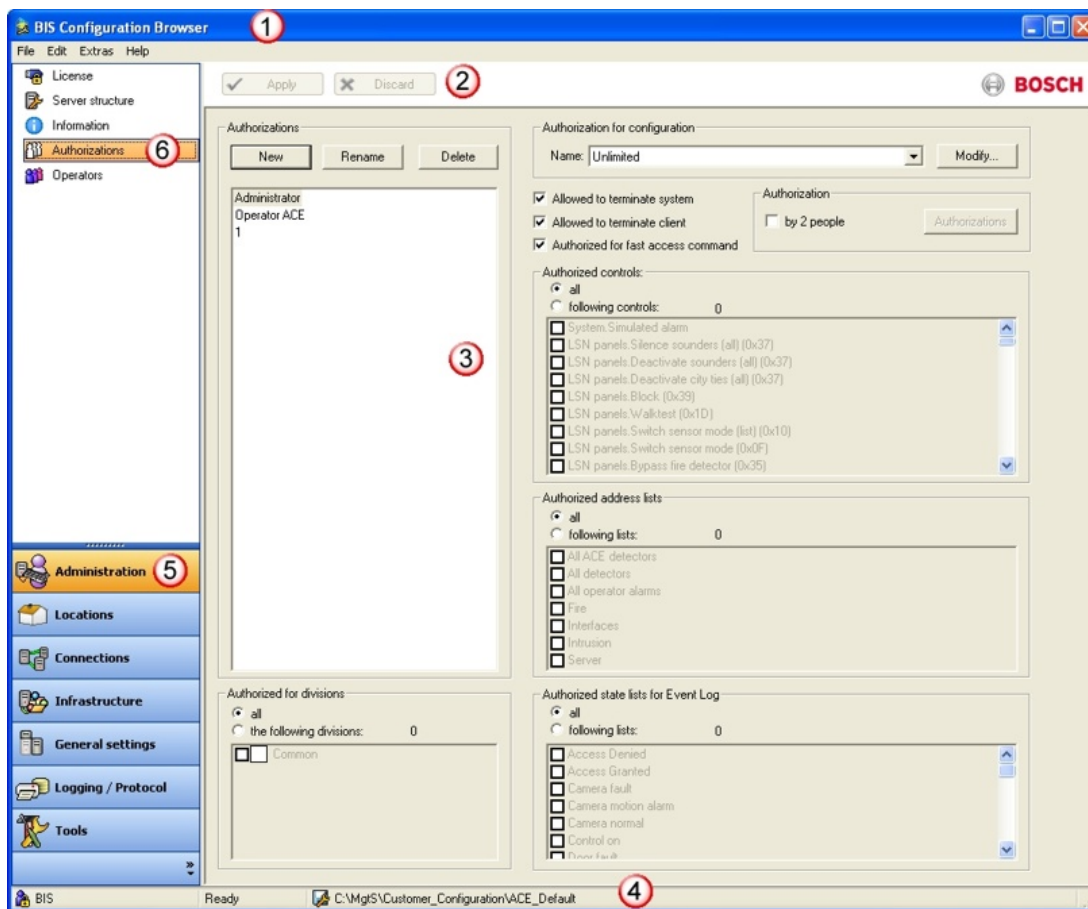 BIS Configuration Browser 1
File Edit Extras Help
License
Server structure
Information
Authorizations 6
Operators
Administration 5
Locations
Connections
Infrastructure
General settings
Logging / Protocol
Tools
»
Apply Discard 2
BOSCH
Authorizations
New Rename Delete
Administrator
Operator ACE
1
3
Authorized for divisions
all
the following divisions: 0
Common
Authorization for configuration
Name: Unlimited Modify...
Allowed to terminate system
Allowed to terminate client
Authorized for fast access command
Authorization
by 2 people Authorizations
Authorized controls:
all
following controls: 0
System.Simulated alarm
LSN panels.Silence sounders (all) (0x37)
LSN panels.Deactivate sounders (all) (0x37)
LSN panels.Deactivate city ties (all) (0x37)
LSN panels.Block (0x39)
LSN panels.Walktest (0x1D)
LSN panels.Switch sensor mode (list) (0x10)
LSN panels.Switch sensor mode (0x0F)
LSN panels.Bypass fire detector (0x35)
Authorized address lists
all
following lists: 0
All ACE detectors
All detectors
All operator alarms
Fire
Interfaces
Intrusion
Server
Authorized state lists for Event Log
all
following lists: 0
Access Denied
Access Granted
Camera fault
Camera motion alarm
Camera normal
Control on
Door fault
BIS Ready C:\MgtS\Customer_Configuration\ACE_Default 4